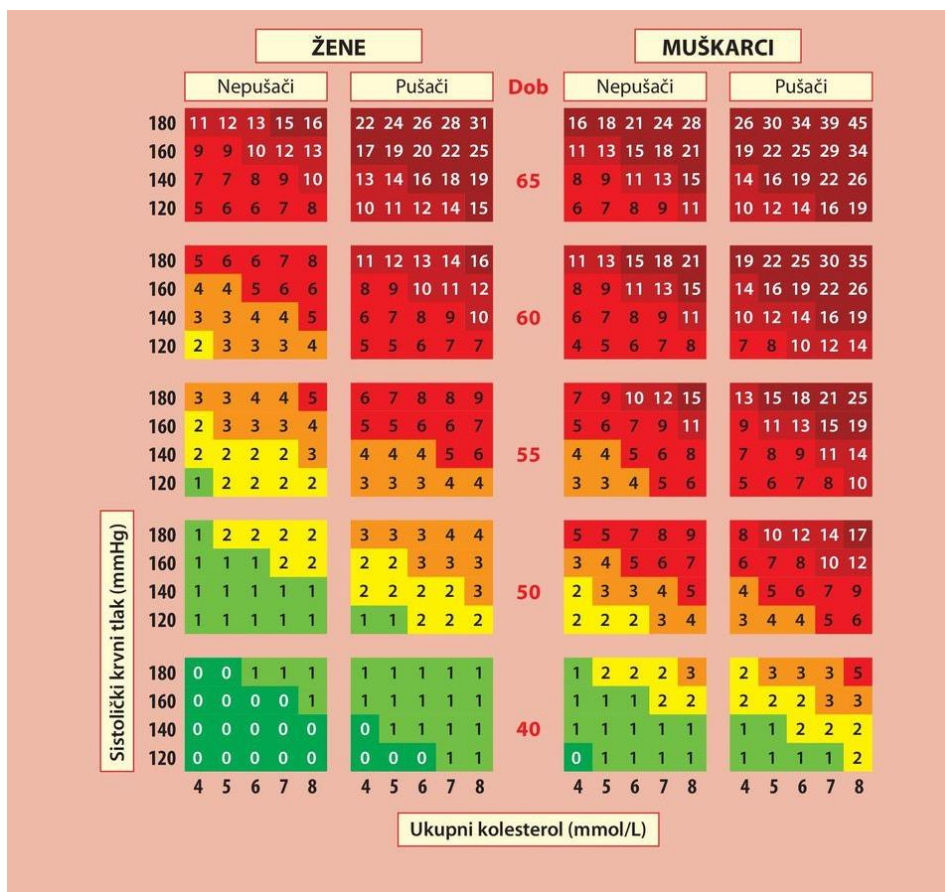 ŽENE MUŠKARCI
Nepušači Pušači Dob Nepušači Pušači
180 11 12 13 15 16 22 24 26 28 31 16 18 21 24 28 26 30 34 39 45
160 9 9 10 12 13 17 19 20 22 25 11 13 15 18 21 19 22 25 29 34
140 7 7 8 9 10 13 14 16 18 19 65 8 9 11 13 15 14 16 19 22 26
120 5 6 6 7 8 10 11 12 14 15 6 7 8 9 11 10 12 14 16 19
180 5 6 6 7 8 11 12 13 14 16 11 13 15 18 21 19 22 25 30 35
160 4 4 5 6 6 8 9 10 11 12 8 9 11 13 15 14 16 19 22 26
140 3 3 4 4 5 6 7 8 9 10 60 6 7 8 9 11 10 12 14 16 19
120 2 3 3 3 4 5 5 6 7 7 4 5 6 7 8 7 8 10 12 14
180 3 3 4 4 5 6 7 8 8 9 7 9 10 12 15 13 15 18 21 25
160 2 3 3 3 4 5 5 6 6 7 5 6 7 9 11 9 11 13 15 19
140 2 2 2 2 3 4 4 4 5 6 55 4 4 5 6 8 7 8 9 11 14
120 1 2 2 2 2 3 3 3 4 4 3 3 4 5 6 5 6 7 8 10
180 1 2 2 2 2 3 3 3 4 4 5 5 7 8 9 8 10 12 14 17
160 1 1 1 2 2 2 2 3 3 3 3 4 5 6 7 6 7 8 10 12
140 1 1 1 1 1 2 2 2 2 3 50 2 3 3 4 5 4 5 6 7 9
120 1 1 1 1 1 1 1 2 2 2 2 2 2 3 4 3 4 4 5 6
180 0 0 1 1 1 1 1 1 1 1 1 2 2 2 3 2 3 3 3 5
160 0 0 0 0 1 1 1 1 1 1 1 1 1 2 2 2 2 2 3 3
140 0 0 0 0 0 0 1 1 1 1 40 1 1 1 1 1 1 1 2 2 2
120 0 0 0 0 0 0 0 0 1 1 0 1 1 1 1 1 1 1 1 2
4 5 6 7 8 4 5 6 7 8 4 5 6 7 8 4 5 6 7 8
Sistolički krvni tlak (mmHg)
Ukupni kolesterol (mmol/L)